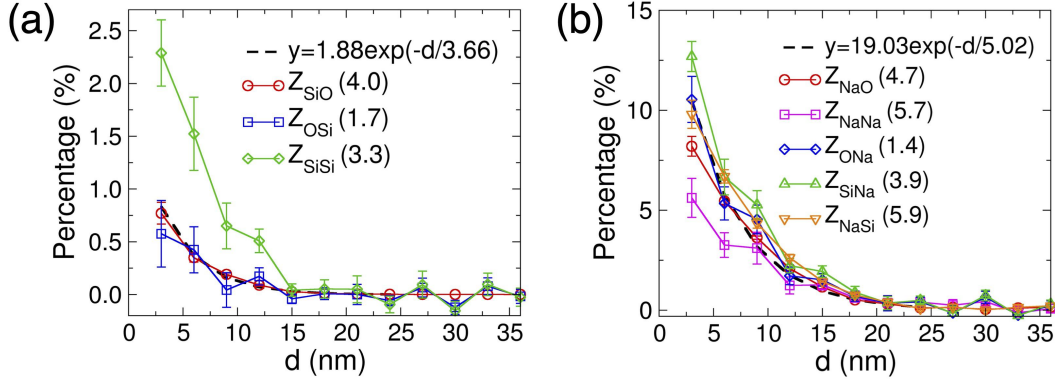 (a)
Percentage (%)
2.5
2.0
1.5
1.0
0.5
0.0
y=1.88exp(-d/3.66)
Z_SiO (4.0)
Z_OSi (1.7)
Z_SiSi (3.3)
0 5 10 15 20 25 30 35
d (nm)
(b)
Percentage (%)
15
10
5
0
y=19.03exp(-d/5.02)
Z_NaO (4.7)
Z_NaNa (5.7)
Z_ONa (1.4)
Z_SiNa (3.9)
Z_NaSi (5.9)
0 5 10 15 20 25 30 35
d (nm)